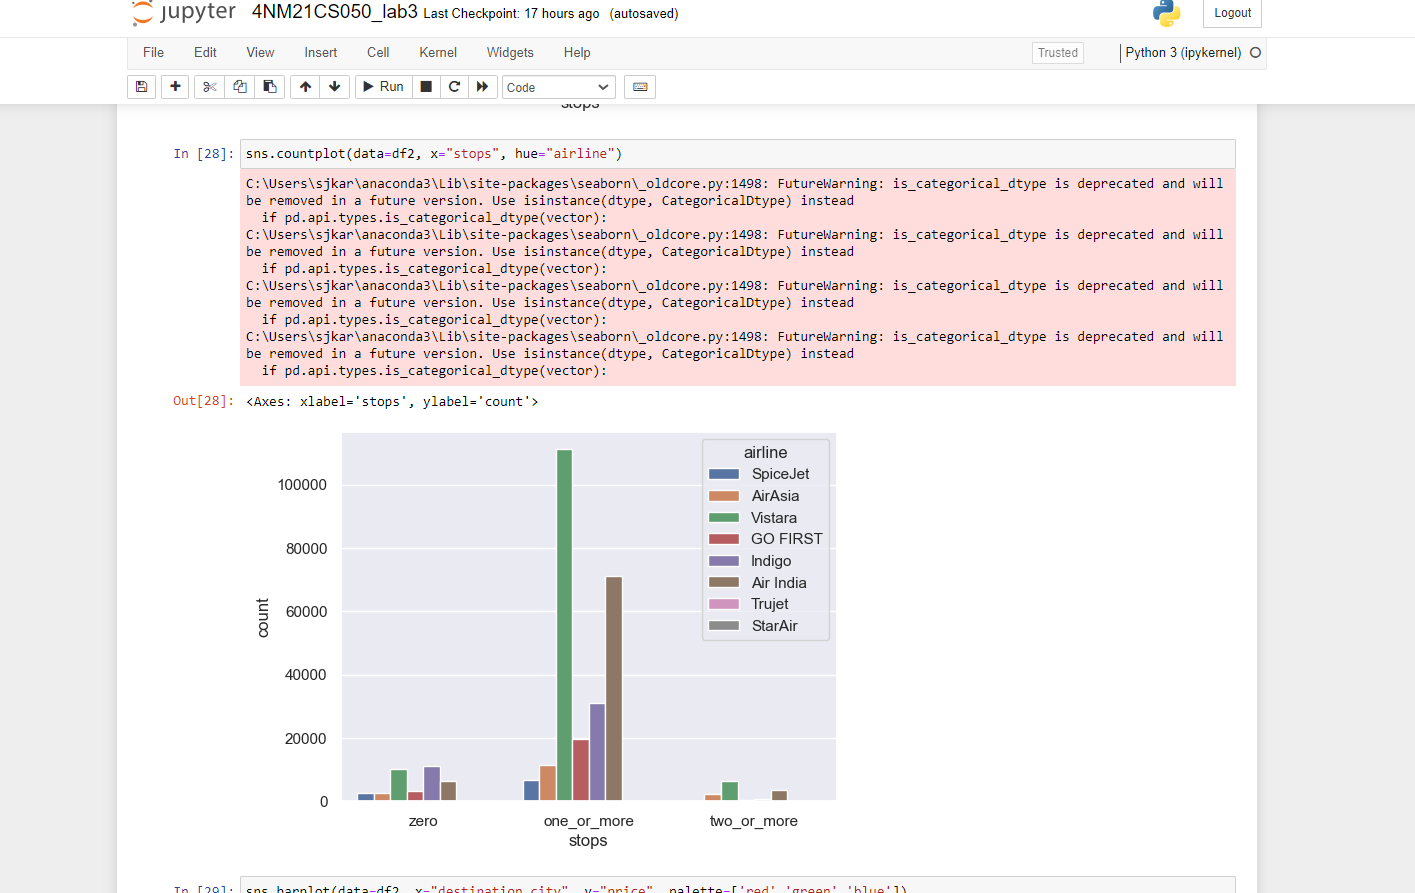 jupyter 4NM21CS050_lab3 Last Checkpoint: 17 hours ago (autosaved)
Logout
File Edit View Insert Cell Kernel Widgets Help
Trusted
Python 3 (ipykernel)
Run
Code
stops
In [28]: sns.countplot(data=df2, x="stops", hue="airline")
C:\Users\sjkar\anaconda3\Lib\site-packages\seaborn\_oldcore.py:1498: FutureWarning: is_categorical_dtype is deprecated and will
be removed in a future version. Use isinstance(dtype, CategoricalDtype) instead
  if pd.api.types.is_categorical_dtype(vector):
C:\Users\sjkar\anaconda3\Lib\site-packages\seaborn\_oldcore.py:1498: FutureWarning: is_categorical_dtype is deprecated and will
be removed in a future version. Use isinstance(dtype, CategoricalDtype) instead
  if pd.api.types.is_categorical_dtype(vector):
C:\Users\sjkar\anaconda3\Lib\site-packages\seaborn\_oldcore.py:1498: FutureWarning: is_categorical_dtype is deprecated and will
be removed in a future version. Use isinstance(dtype, CategoricalDtype) instead
  if pd.api.types.is_categorical_dtype(vector):
C:\Users\sjkar\anaconda3\Lib\site-packages\seaborn\_oldcore.py:1498: FutureWarning: is_categorical_dtype is deprecated and will
be removed in a future version. Use isinstance(dtype, CategoricalDtype) instead
  if pd.api.types.is_categorical_dtype(vector):
Out[28]: <Axes: xlabel='stops', ylabel='count'>
airline
SpiceJet
AirAsia
Vistara
GO FIRST
Indigo
Air India
Trujet
StarAir
100000
80000
60000
40000
20000
0
count
zero one_or_more two_or_more
stops
In [29]: sns.barplot(data=df2, x="destination_city", y="price", palette=['red','green','blue'])